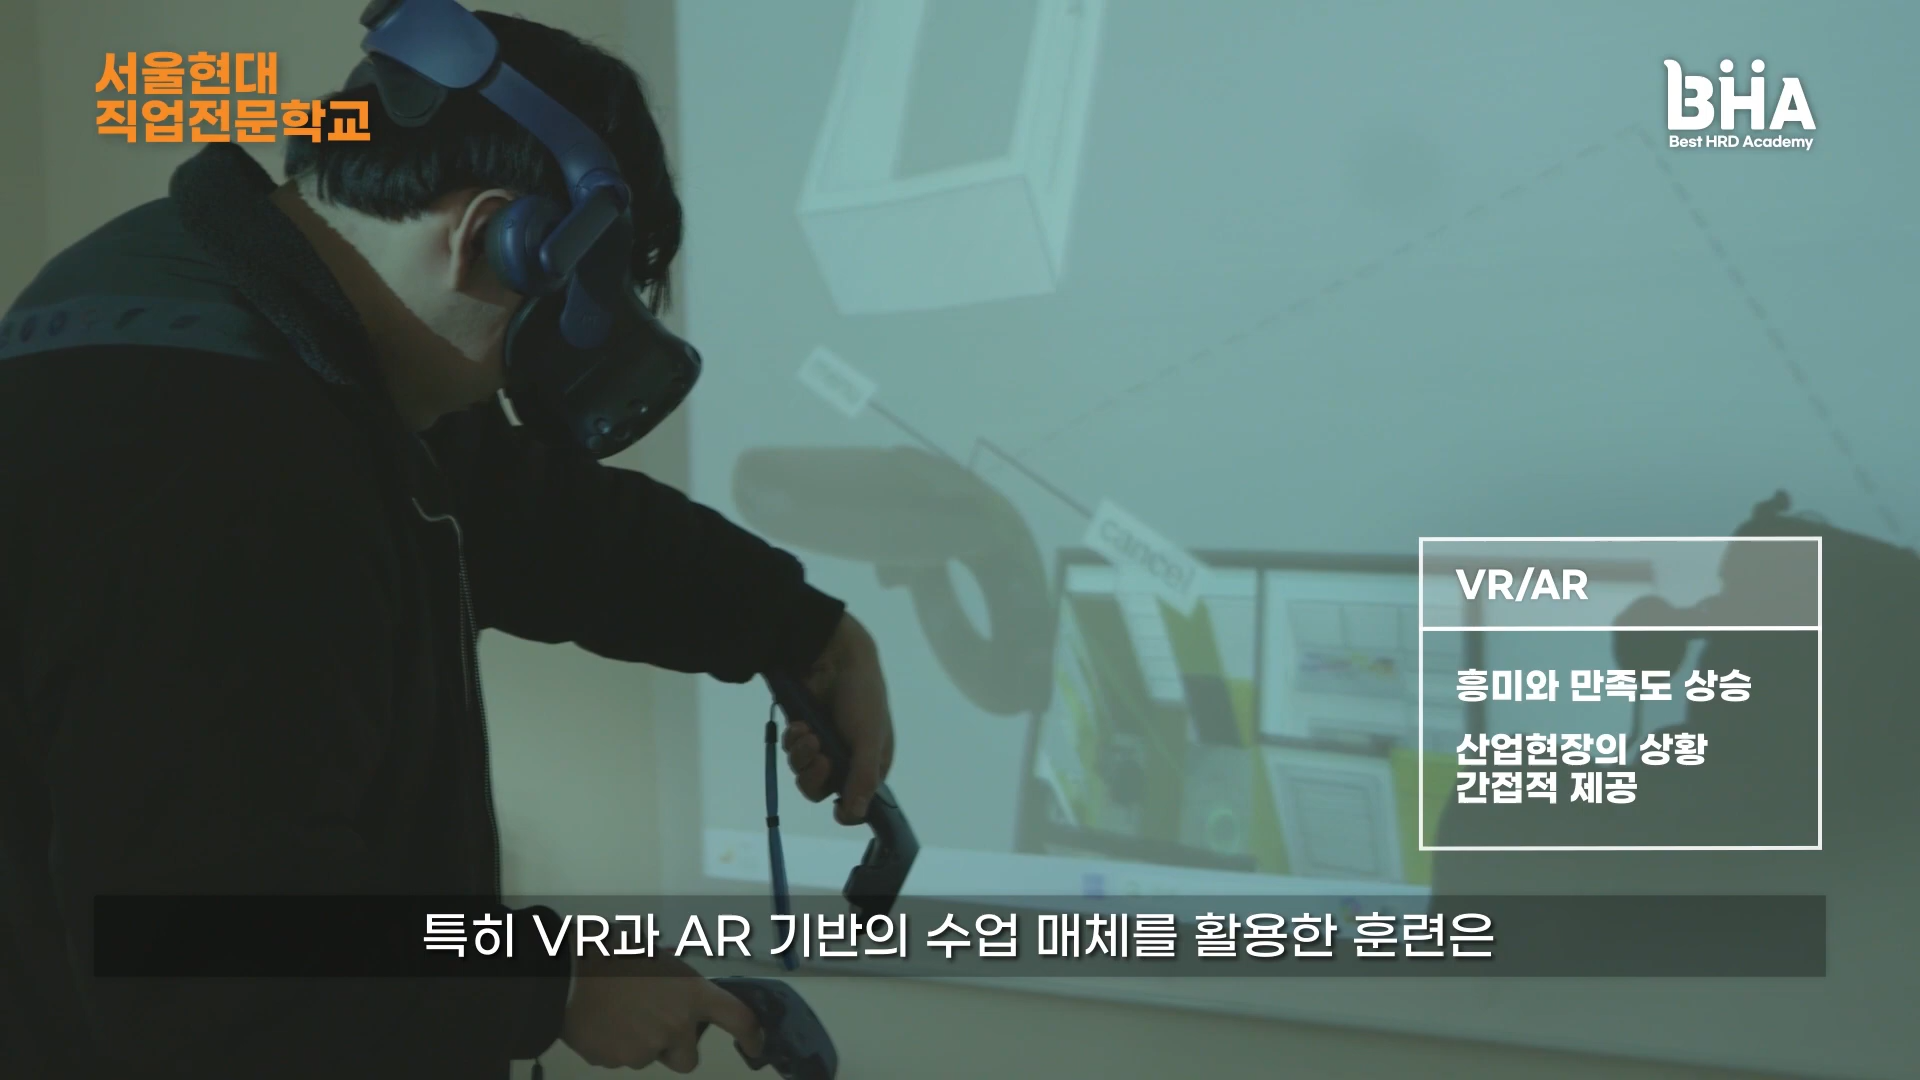 서울현대
직업전문학교
BHA
Best HRD Academy
cancel
VR/AR
흥미와 만족도 상승
산업현장의 상황
간접적 제공
특히 VR과 AR 기반의 수업 매체를 활용한 훈련은